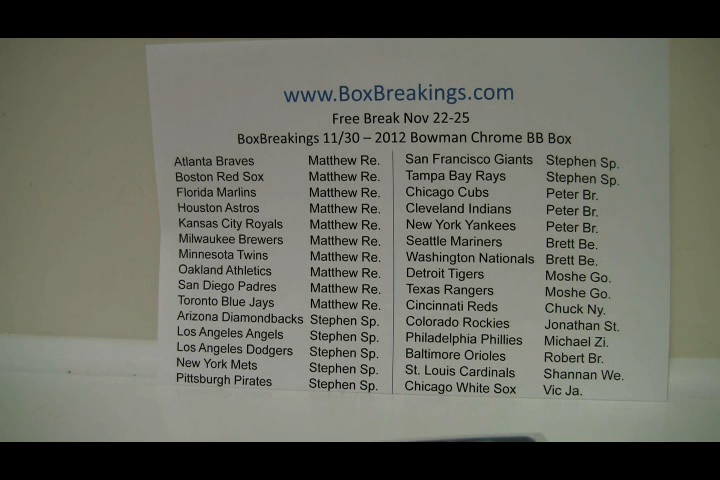 www.BoxBreakings.com
Free Break Nov 22-25
BoxBreakings 11/30 – 2012 Bowman Chrome BB Box
Atlanta Braves Matthew Re.
Boston Red Sox Matthew Re.
Florida Marlins Matthew Re.
Houston Astros Matthew Re.
Kansas City Royals Matthew Re.
Milwaukee Brewers Matthew Re.
Minnesota Twins Matthew Re.
Oakland Athletics Matthew Re.
San Diego Padres Matthew Re.
Toronto Blue Jays Matthew Re.
Arizona Diamondbacks Stephen Sp.
Los Angeles Angels Stephen Sp.
Los Angeles Dodgers Stephen Sp.
New York Mets Stephen Sp.
Pittsburgh Pirates Stephen Sp.
San Francisco Giants Stephen Sp.
Tampa Bay Rays Stephen Sp.
Chicago Cubs Peter Br.
Cleveland Indians Peter Br.
New York Yankees Peter Br.
Seattle Mariners Brett Be.
Washington Nationals Brett Be.
Detroit Tigers Moshe Go.
Texas Rangers Moshe Go.
Cincinnati Reds Chuck Ny.
Colorado Rockies Jonathan St.
Philadelphia Phillies Michael Zi.
Baltimore Orioles Robert Br.
St. Louis Cardinals Shannan We.
Chicago White Sox Vic Ja.